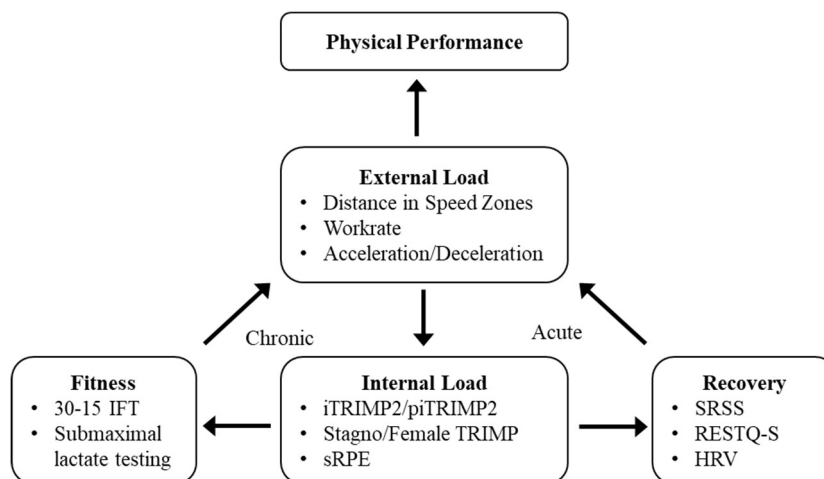 Physical Performance
External Load
• Distance in Speed Zones
• Workrate
• Acceleration/Deceleration
Chronic
Acute
Fitness
• 30-15 IFT
• Submaximal
lactate testing
Internal Load
• iTRIMP2/piTRIMP2
• Stagno/Female TRIMP
• sRPE
Recovery
• SRSS
• RESTQ-S
• HRV